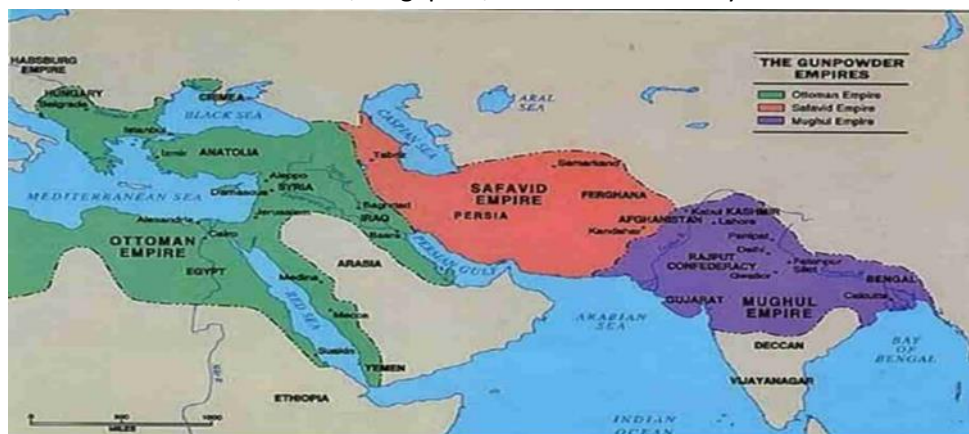 THE GUNPOWDER
EMPIRES
Ottoman Empire
Safavid Empire
Mughul Empire
HABSBURG
EMPIRE
HUNGARY
Belgrade
CRIMEA
BLACK SEA
ARAL
SEA
CASPIAN SEA
Istanbul
Izmir
ANATOLIA
Tabriz
Samarkand
Aleppo
SYRIA
Damascus
MEDITERRANEAN SEA
SAFAVID
EMPIRE
PERSIA
FERGHANA
Baghdad
IRAQ
Basra
Jerusalem
Alexandria
Cairo
AFGHANISTAN
Kandahar
Kabul
KASHMIR
Lahore
Panipat
Delhi
Fatehpur
Sikri
RAJPUT
CONFEDERACY
Gwalior
BENGAL
Calcutta
OTTOMAN
EMPIRE
EGYPT
PERSIAN GULF
ARABIA
Medina
Mecca
RED SEA
GUJARAT
MUGHUL
EMPIRE
ARABIAN
SEA
DECCAN
BAY
OF
BENGAL
Suakin
YEMEN
VIJAYANAGAR
ETHIOPIA
INDIAN
OCEAN
0 500 1000
MILES